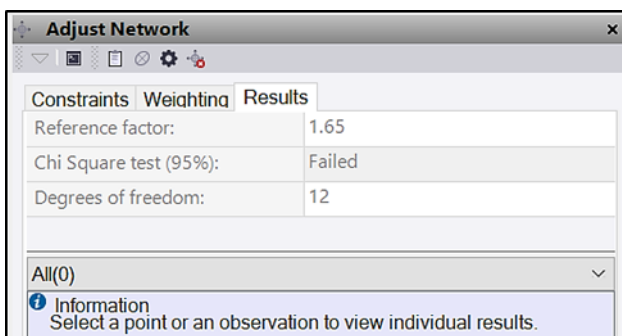 Adjust Network
Constraints Weighting Results
Reference factor: 1.65
Chi Square test (95%): Failed
Degrees of freedom: 12
All(0)
Information
Select a point or an observation to view individual results.